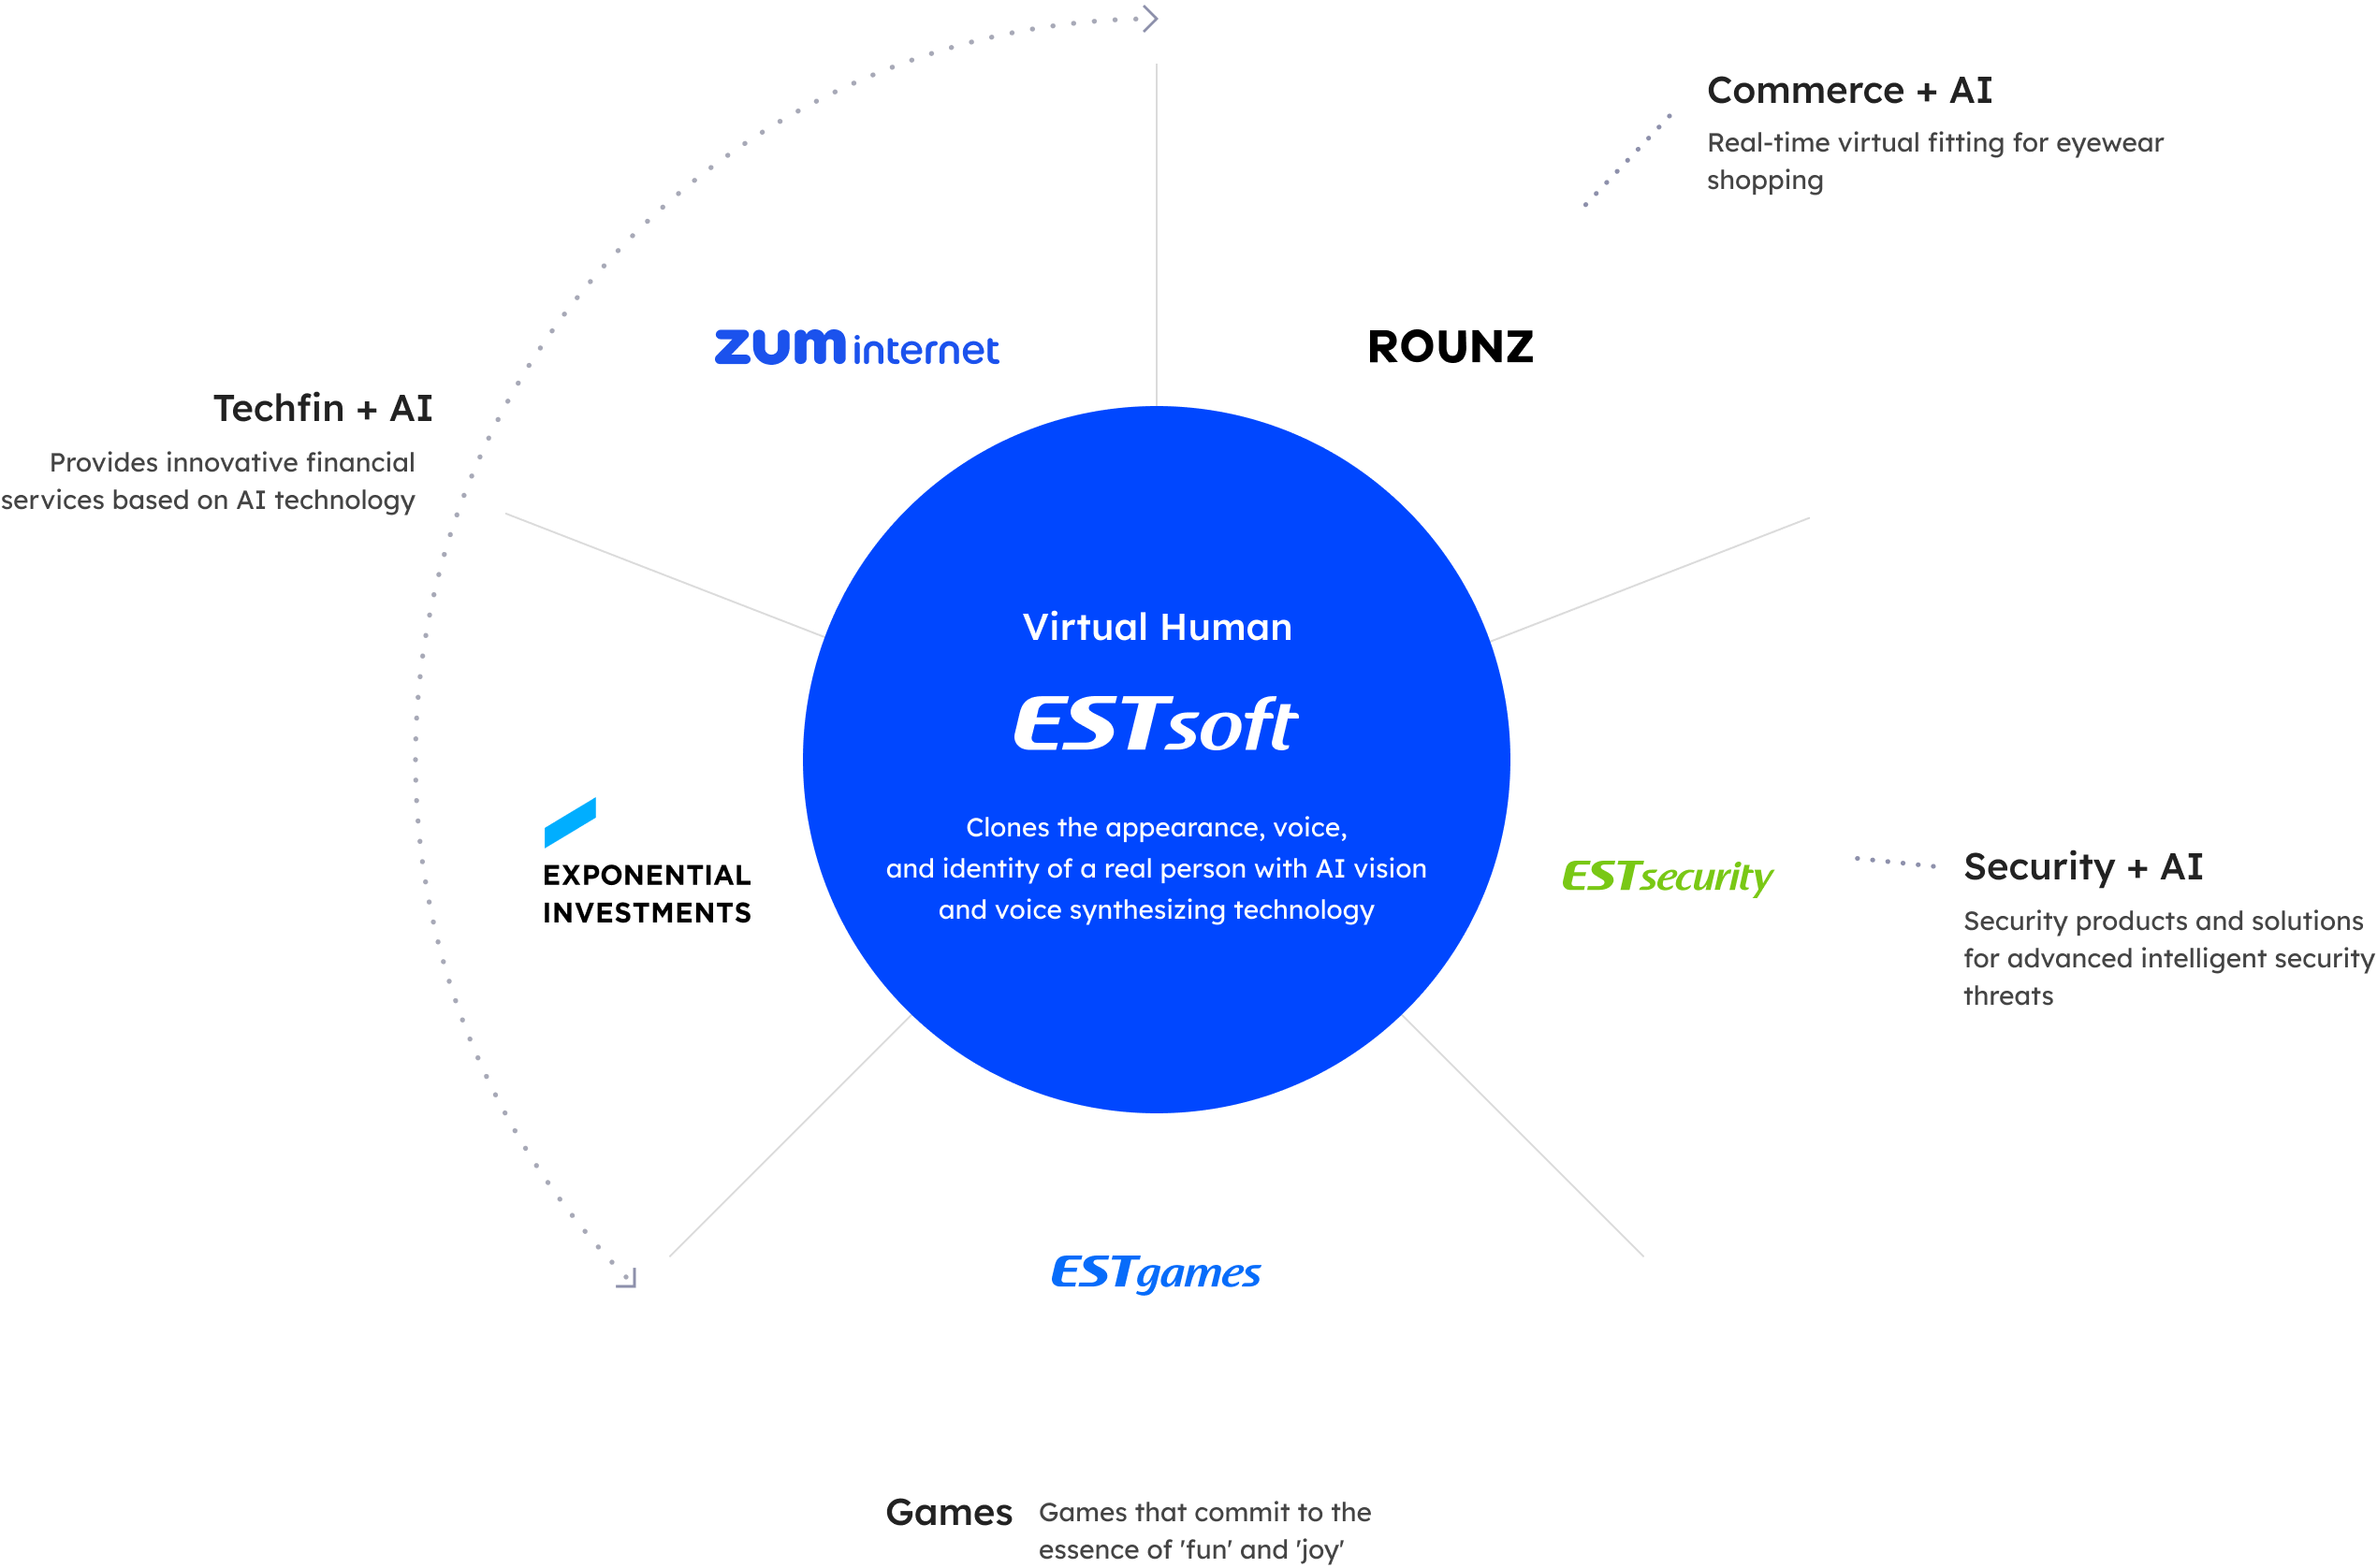 Commerce + AI
Real-time virtual fitting for eyewear
shopping
zum internet
ROUNZ
Techfin + AI
Provides innovative financial
services based on AI technology
Virtual Human
ESTsoft
Clones the appearance, voice,
and identity of a real person with AI vision
and voice synthesizing technology
EXPONENTIAL
INVESTMENTS
ESTsecurity
Security + AI
Security products and solutions
for advanced intelligent security
threats
ESTgames
Games
Games that commit to the
essence of 'fun' and 'joy'